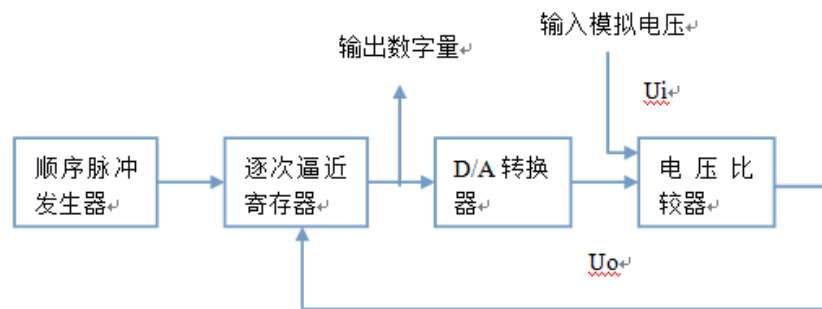 输入模拟电压↵
输出数字量↵
Ui↵
顺序脉冲
发生器↵
逐次逼近
寄存器↵
D/A 转换
器↵
电压比
较器↵
Uo↵